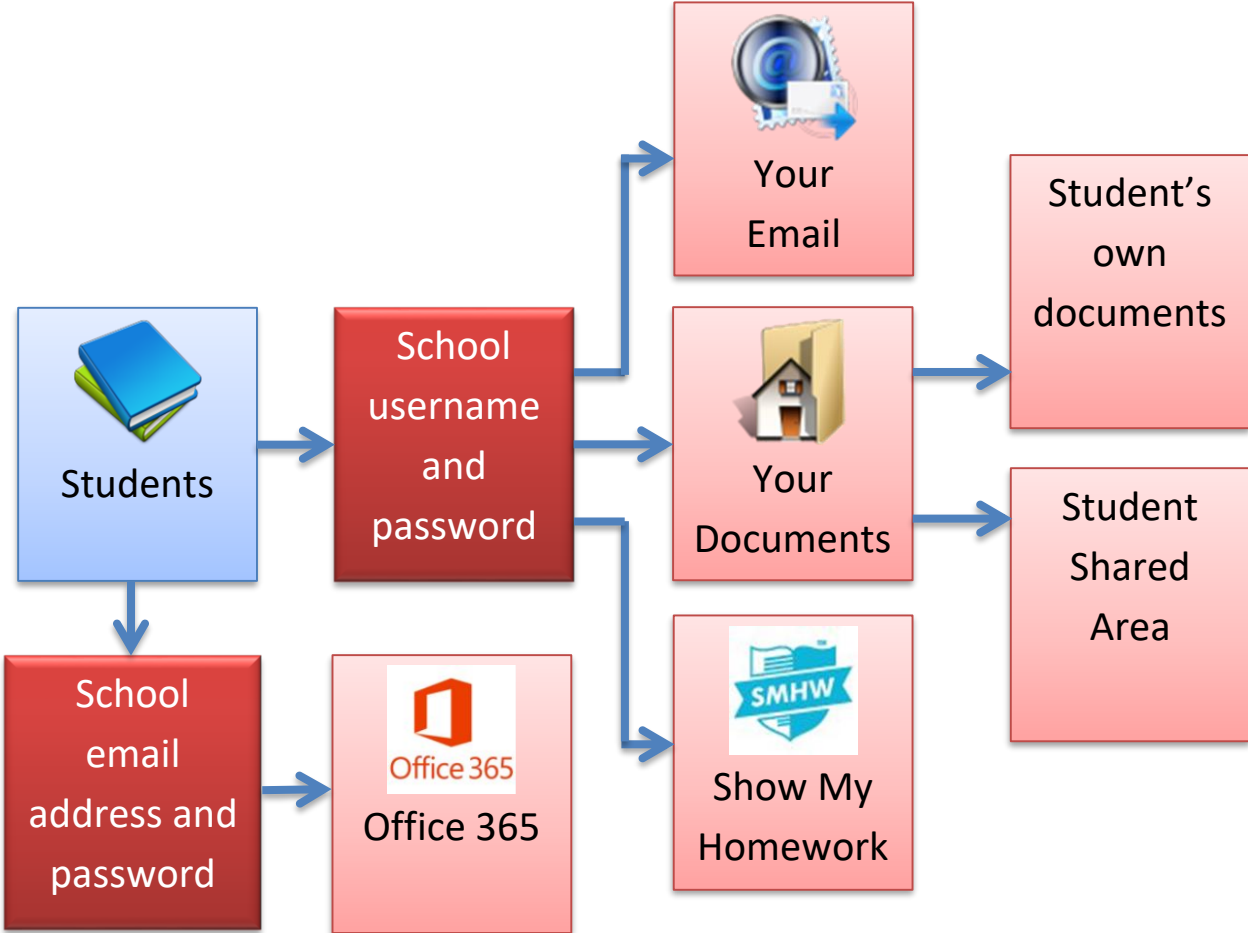 Your
Email
Student's
own
documents
Students
School
username
and
password
Your
Documents
Student
Shared
Area
School
email
address and
password
Office 365
Office 365
SMHW
Show My
Homework